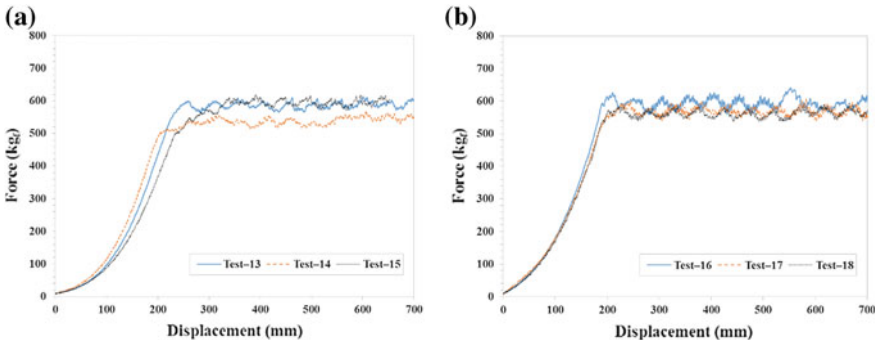 (a)
800
700
600
500
400
300
200
100
0
Force (kgf)
0 100 200 300 400 500 600 700
Displacement (mm)
Test–13 Test–14 Test–15
(b)
800
700
600
500
400
300
200
100
0
Force (kgf)
0 100 200 300 400 500 600 700
Displacement (mm)
Test–16 Test–17 Test–18